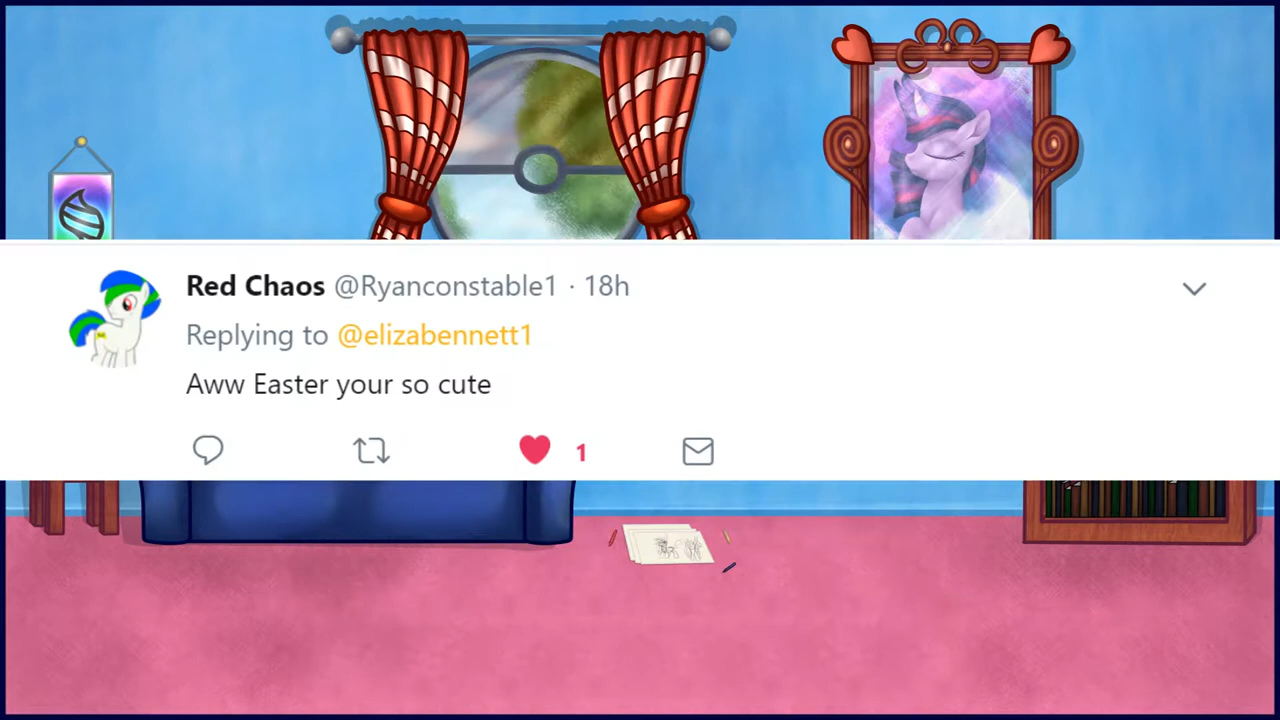 Red Chaos @Ryanconstable1 · 18h
Replying to @elizabennett1
Aww Easter your so cute
1